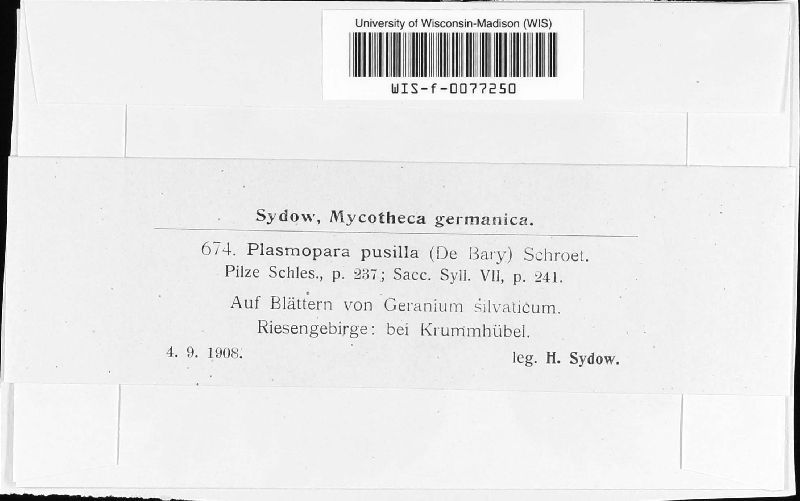 University of Wisconsin-Madison (WIS)
WIS-f-0077250
Sydow, Mycotheca germanica.
674. Plasmopara pusilla (De Bary) Schroet.
Pilze Schles., p. 237; Sacc. Syll. VII, p. 241.
Auf Blättern von Geranium silvaticum.
Riesengebirge: bei Krummhübel.
4. 9. 1908. leg. H. Sydow.